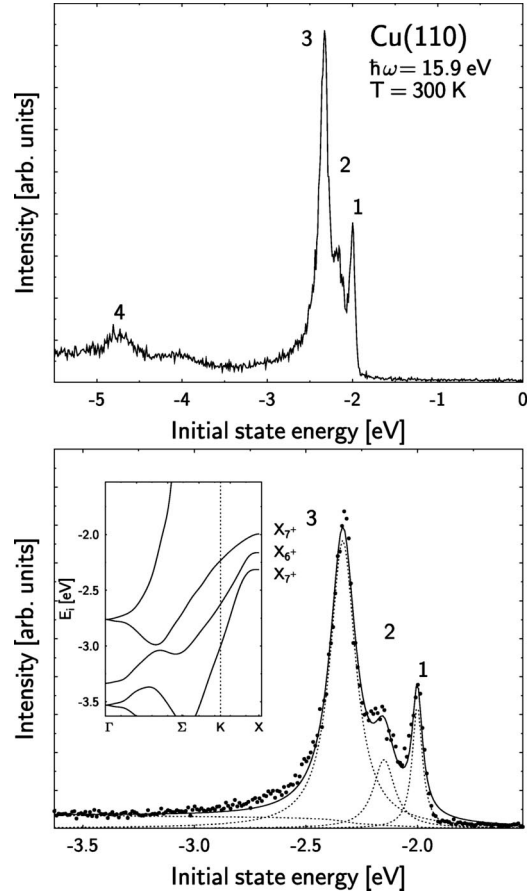 3
Cu(110)
ħω= 15.9 eV
T = 300 K
2
1
4
Intensity [arb. units]
-5 -4 -3 -2 -1 0
Initial state energy [eV]
3
X₇+
X₆+
X₇+
2
1
-2.0
-2.5
-3.0
-3.5
Eᵢ [eV]
Γ Σ K X
Intensity [arb. units]
-3.5 -3.0 -2.5 -2.0
Initial state energy [eV]